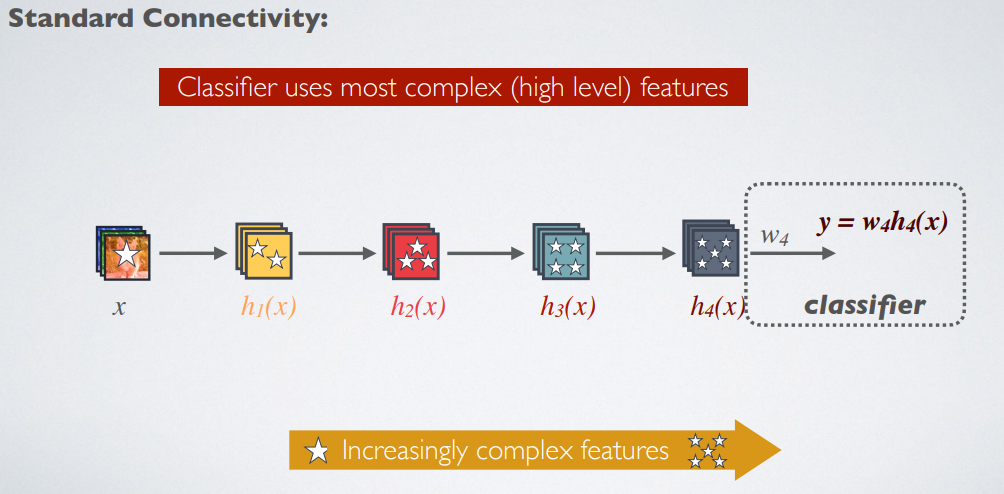 Standard Connectivity:
Classifier uses most complex (high level) features
w₄
y = w₄h₄(x)
x
h₁(x)
h₂(x)
h₃(x)
h₄(x)
classifier
Increasingly complex features